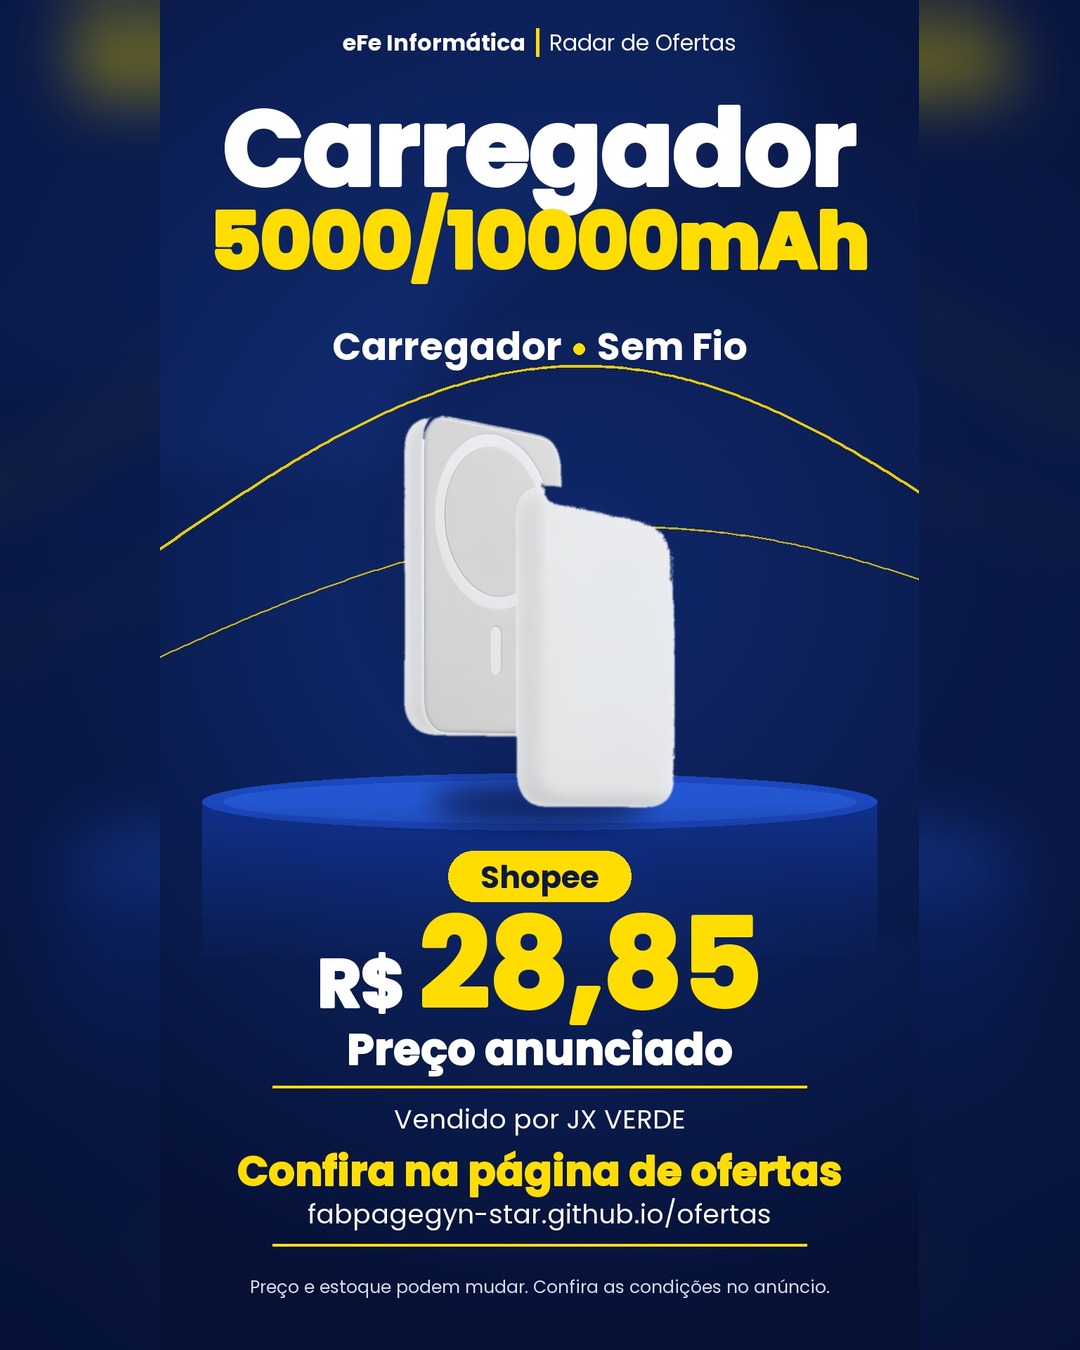 eFe Informática | Radar de Ofertas
Carregador
5000/10000mAh
Carregador • Sem Fio
Shopee
R$ 28,85
Preço anunciado
Vendido por JX VERDE
Confira na página de ofertas
fabpagegyn-star.github.io/ofertas
Preço e estoque podem mudar. Confira as condições no anúncio.